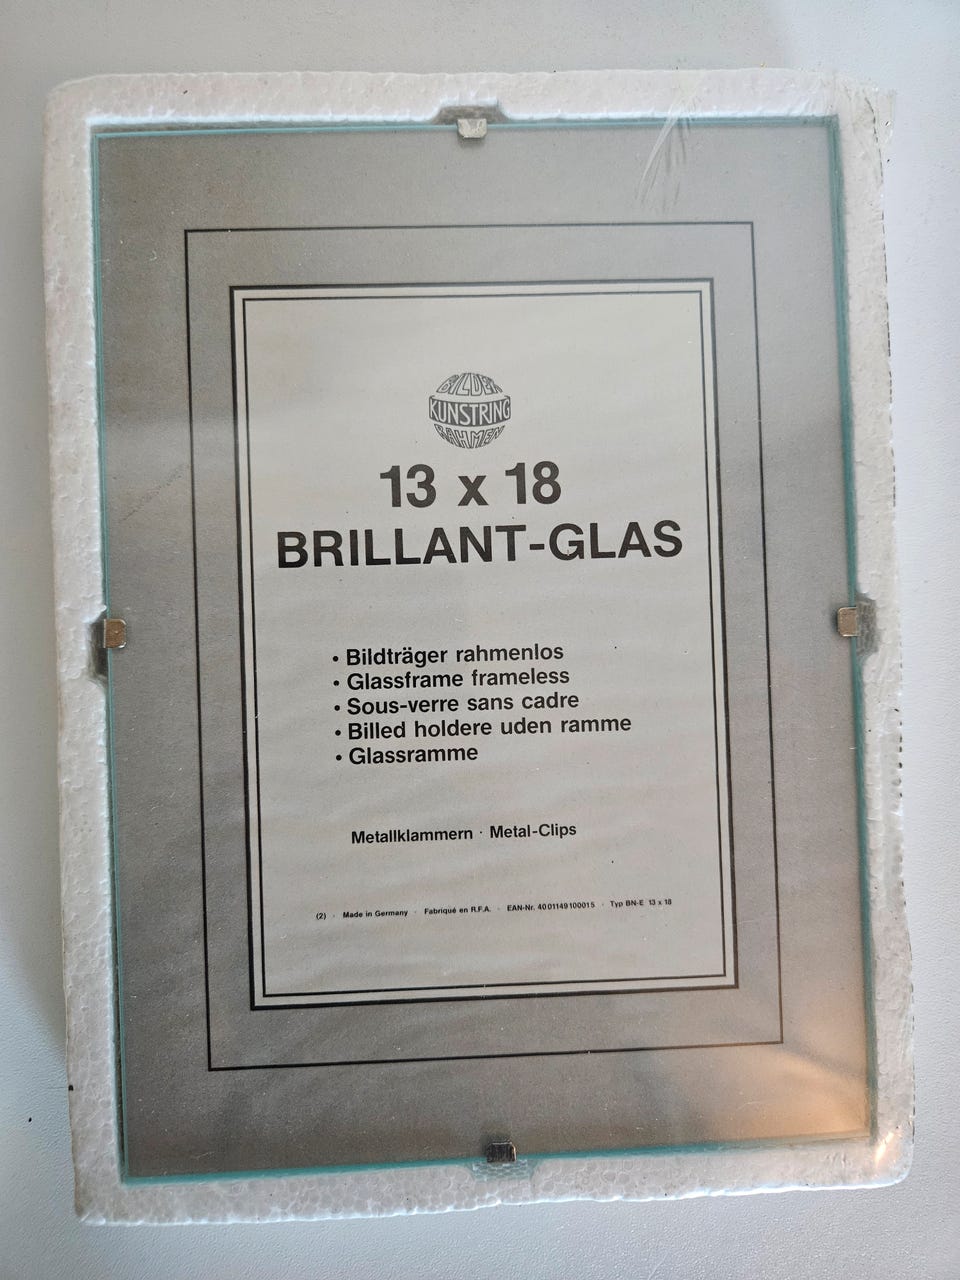 BILDER
KUNSTRING
RAHMEN
13 x 18
BRILLANT-GLAS
• Bildträger rahmenlos
• Glassframe frameless
• Sous-verre sans cadre
• Billed holdere uden ramme
• Glassramme
Metallklammern · Metal-Clips
(2) · Made in Germany · Fabriqué en R.F.A. · EAN-Nr. 4001149100015 · Typ BN-E 13 x 18